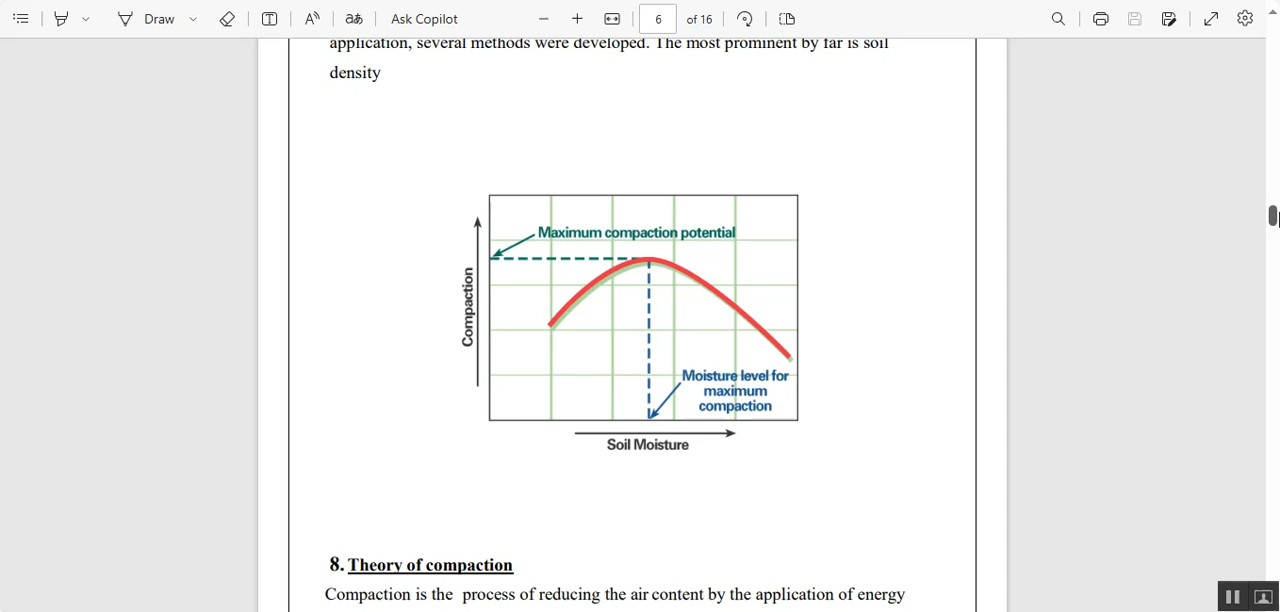 Draw
Ask Copilot
6
of 16
application, several methods were developed. The most prominent by far is soil
density
Maximum compaction potential
Compaction
Moisture level for
maximum
compaction
Soil Moisture
8. Theory of compaction
Compaction is the process of reducing the air content by the application of energy